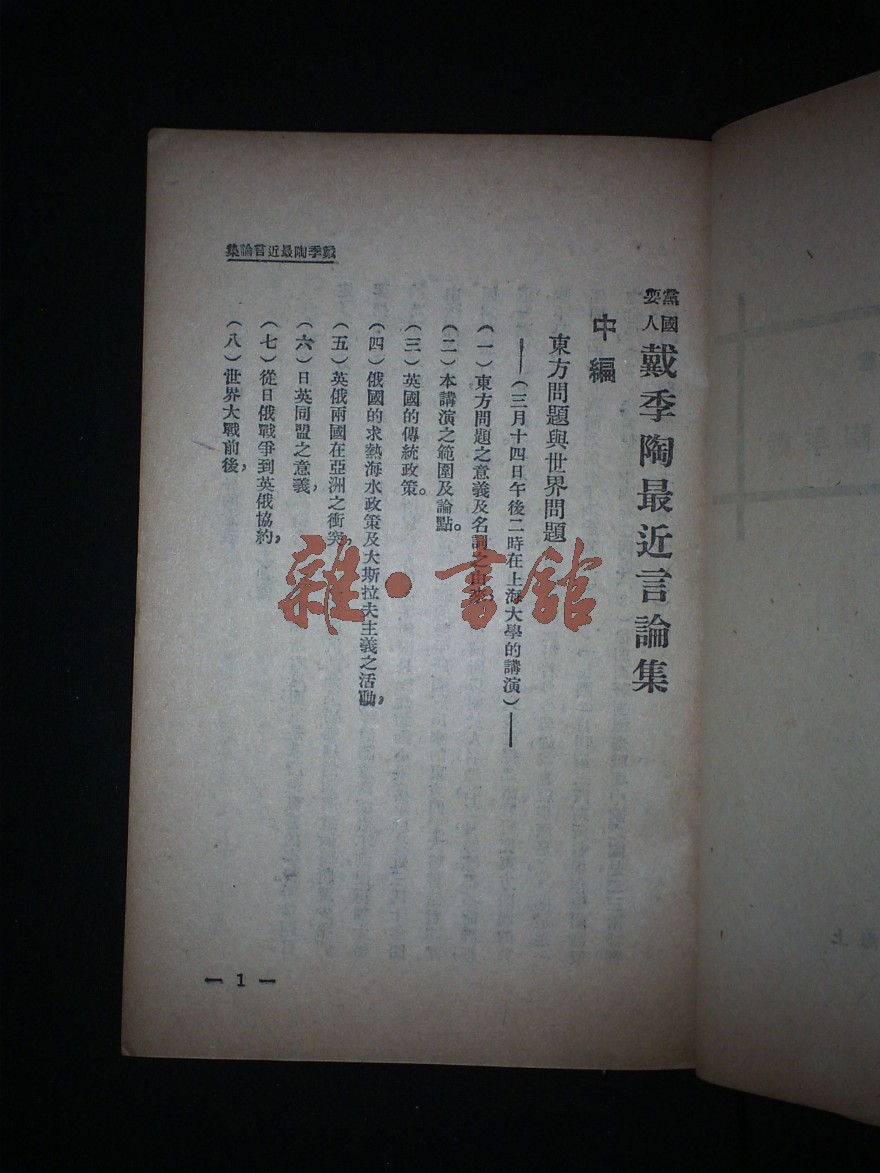 戴季陶最近言論集
黨國要人
戴季陶最近言論集
中編
東方問題與世界問題
——(三月十四日午後二時在上海大學的講演)——
(一)東方問題之意義及名詞之由
(二)本講演之範圍及論點。
(三)英國的傳統政策。
(四)俄國的求熱海水政策及大斯拉夫主義之活動,
(五)英俄兩國在亞洲之衝突,
(六)日英同盟之意義,
(七)從日俄戰爭到英俄協約,
(八)世界大戰前後,
— 1 —
雜·書館
上海